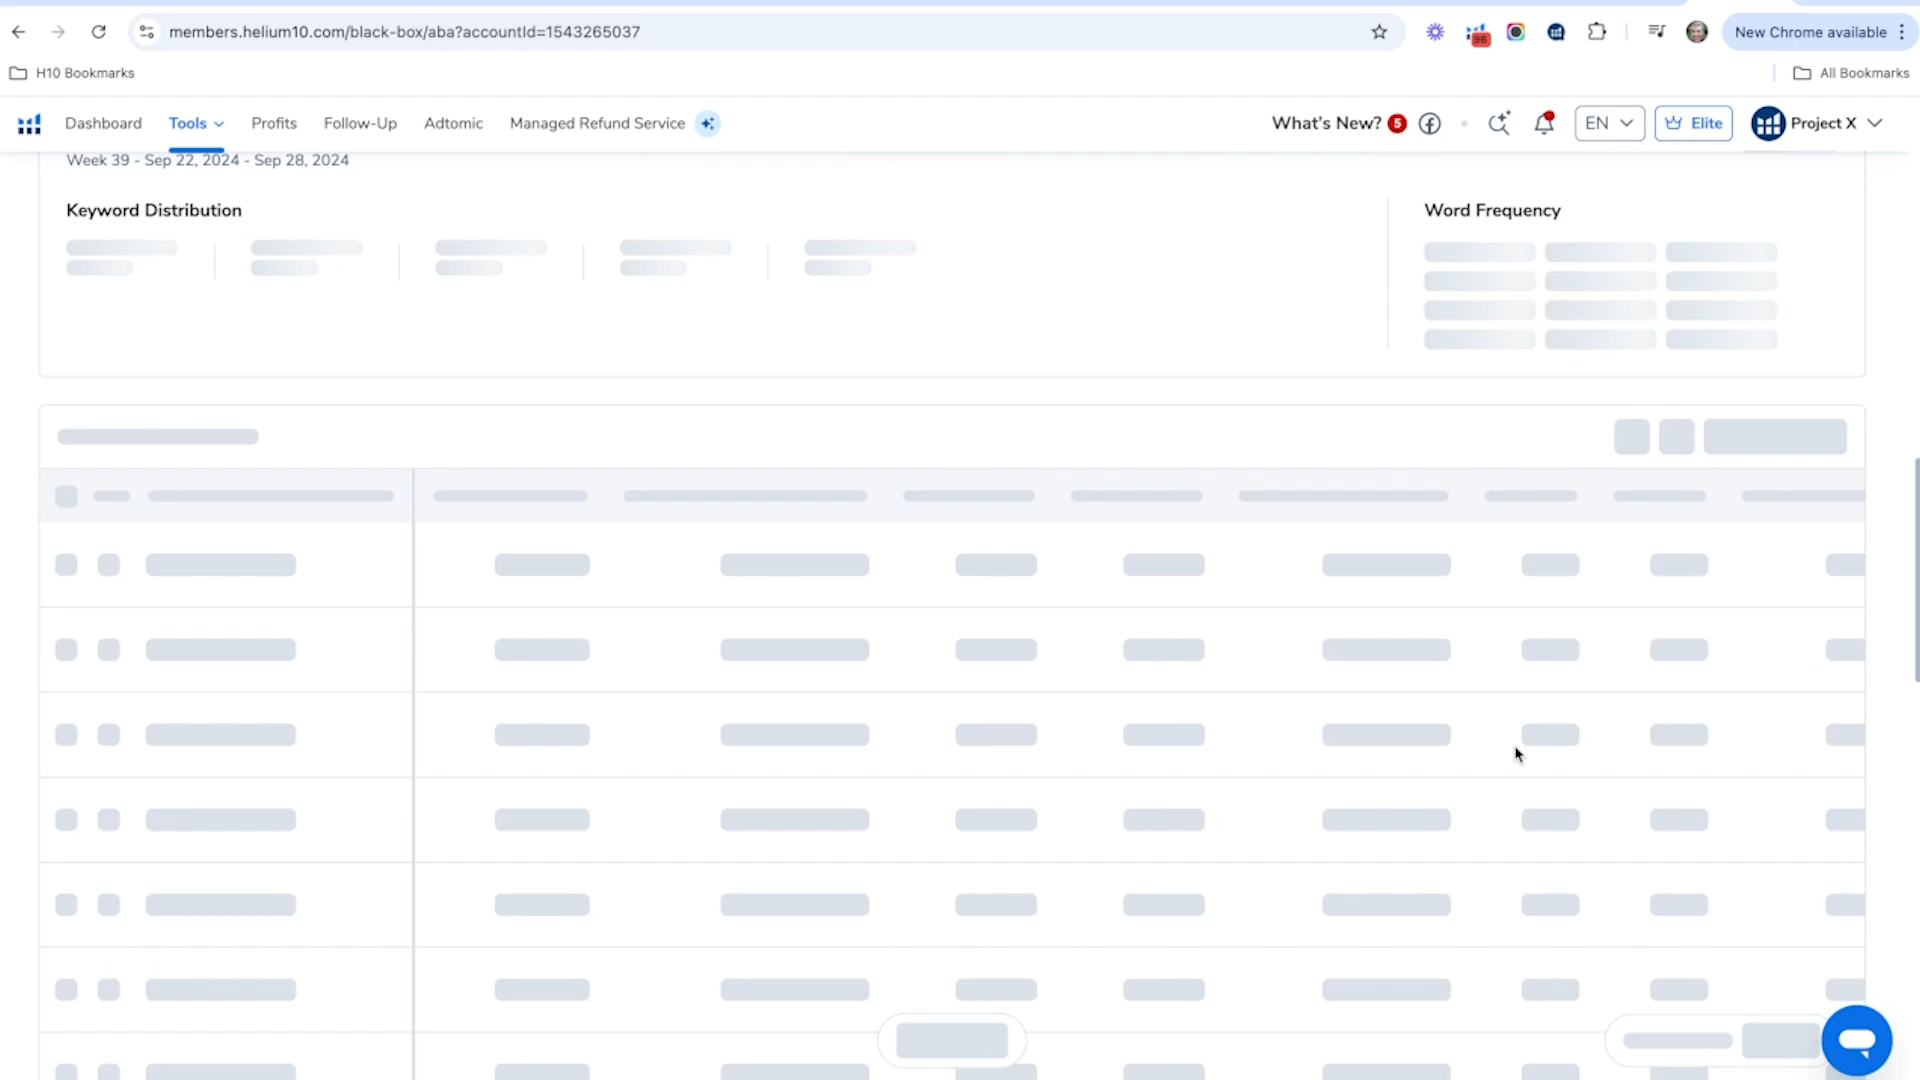 members.helium10.com/black-box/aba?accountId=1543265037
96
New Chrome available
H10 Bookmarks
All Bookmarks
Dashboard
Tools
Profits
Follow-Up
Adtomic
Managed Refund Service
What's New? 5
EN
Elite
Project X
Week 39 - Sep 22, 2024 - Sep 28, 2024
Keyword Distribution
Word Frequency